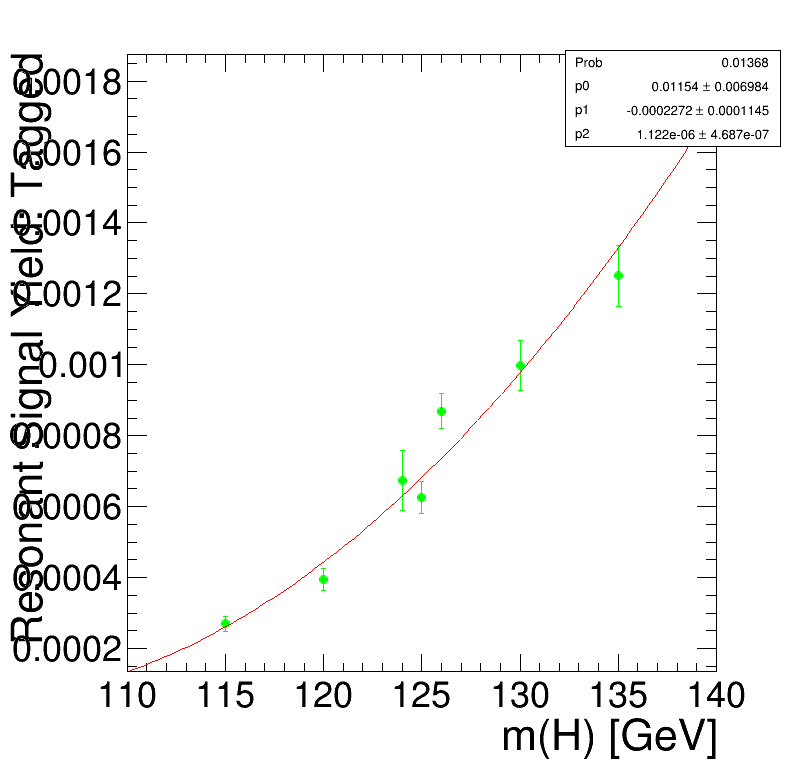 Resonant Signal Yield: Tagged
0.0018
0.0016
0.0014
0.0012
0.001
0.0008
0.0006
0.0004
0.0002
Prob 0.01368
p0 0.01154 ± 0.006984
p1 -0.0002272 ± 0.0001145
p2 1.122e-06 ± 4.687e-07
110 115 120 125 130 135 140
m(H) [GeV]